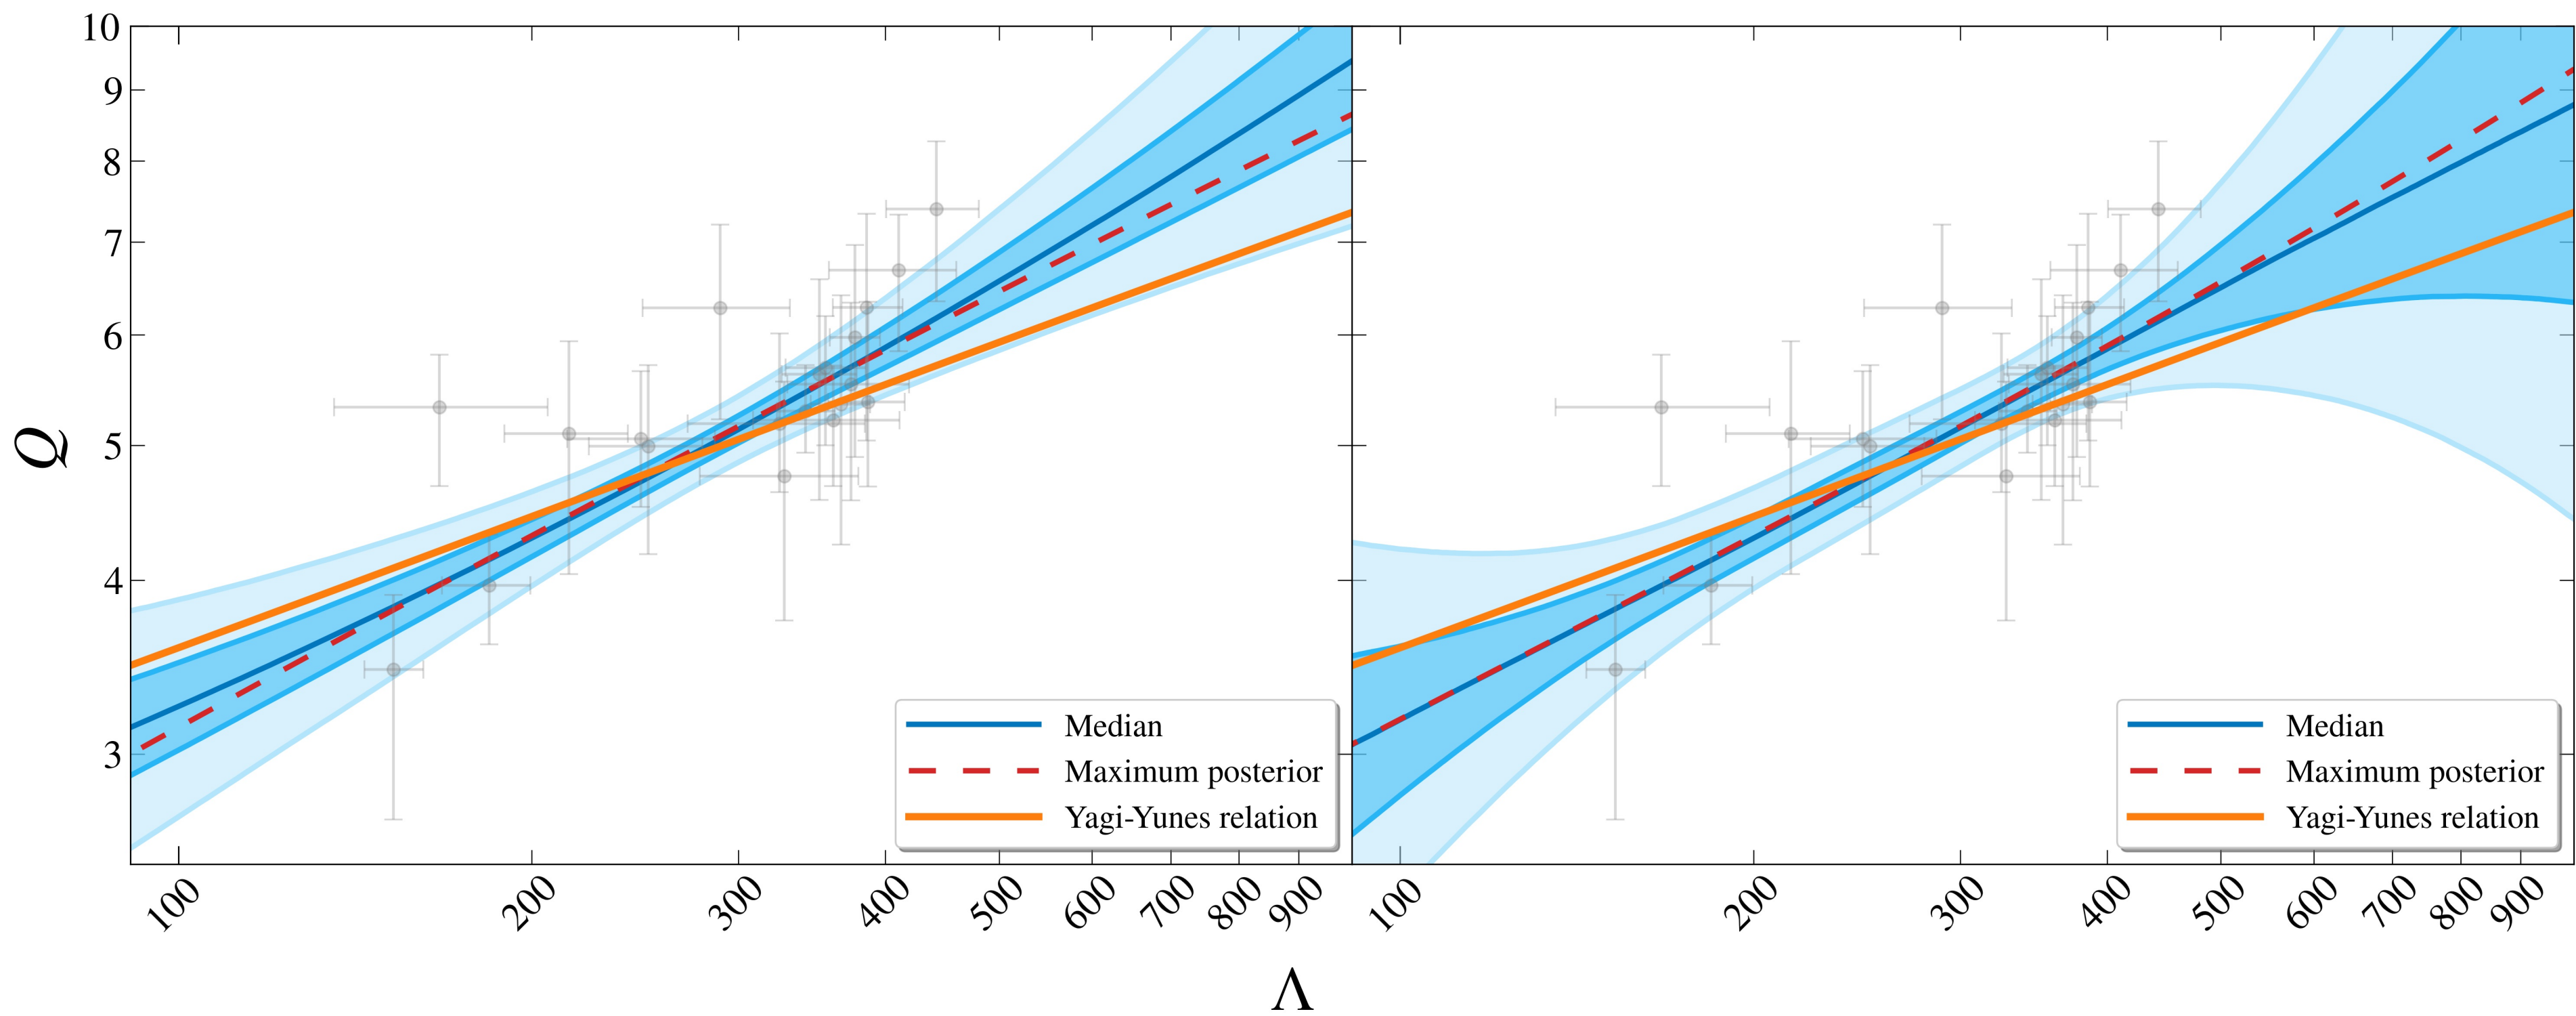 10
9
8
7
6
5
4
3
Q
Median
Maximum posterior
Yagi-Yunes relation
Median
Maximum posterior
Yagi-Yunes relation
100 200 300 400 500 600 700 800 900
100 200 300 400 500 600 700 800 900
Λ